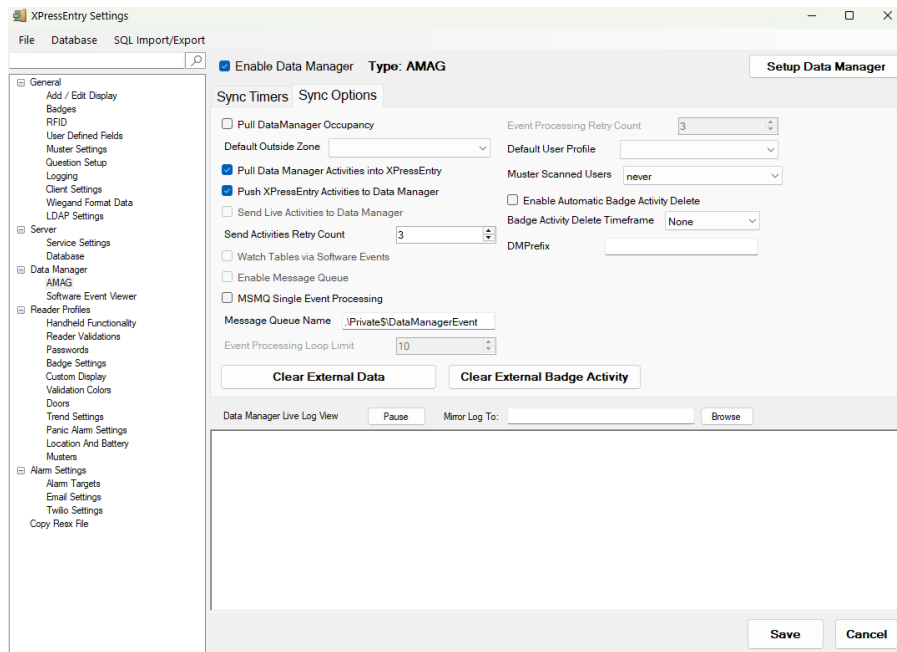 XPressEntry Settings
File Database SQL Import/Export
Enable Data Manager Type: AMAG
Setup Data Manager
General
Add / Edit Display
Badges
RFID
User Defined Fields
Muster Settings
Question Setup
Logging
Client Settings
Wiegand Format Data
LDAP Settings
Server
Service Settings
Database
Data Manager
AMAG
Software Event Viewer
Reader Profiles
Handheld Functionality
Reader Validations
Passwords
Badge Settings
Custom Display
Validation Colors
Doors
Trend Settings
Panic Alarm Settings
Location And Battery
Musters
Alarm Settings
Alarm Targets
Email Settings
Twilio Settings
Copy Resx File
Sync Timers Sync Options
Pull DataManager Occupancy
Default Outside Zone
Pull Data Manager Activities into XPressEntry
Push XPressEntry Activities to Data Manager
Send Live Activities to Data Manager
Send Activities Retry Count 3
Watch Tables via Software Events
Enable Message Queue
MSMQ Single Event Processing
Message Queue Name .\Private$\DataManagerEvent
Event Processing Loop Limit 10
Event Processing Retry Count 3
Default User Profile
Muster Scanned Users never
Enable Automatic Badge Activity Delete
Badge Activity Delete Timeframe None
DMPrefix
Clear External Data Clear External Badge Activity
Data Manager Live Log View Pause Mirror Log To: Browse
Save Cancel